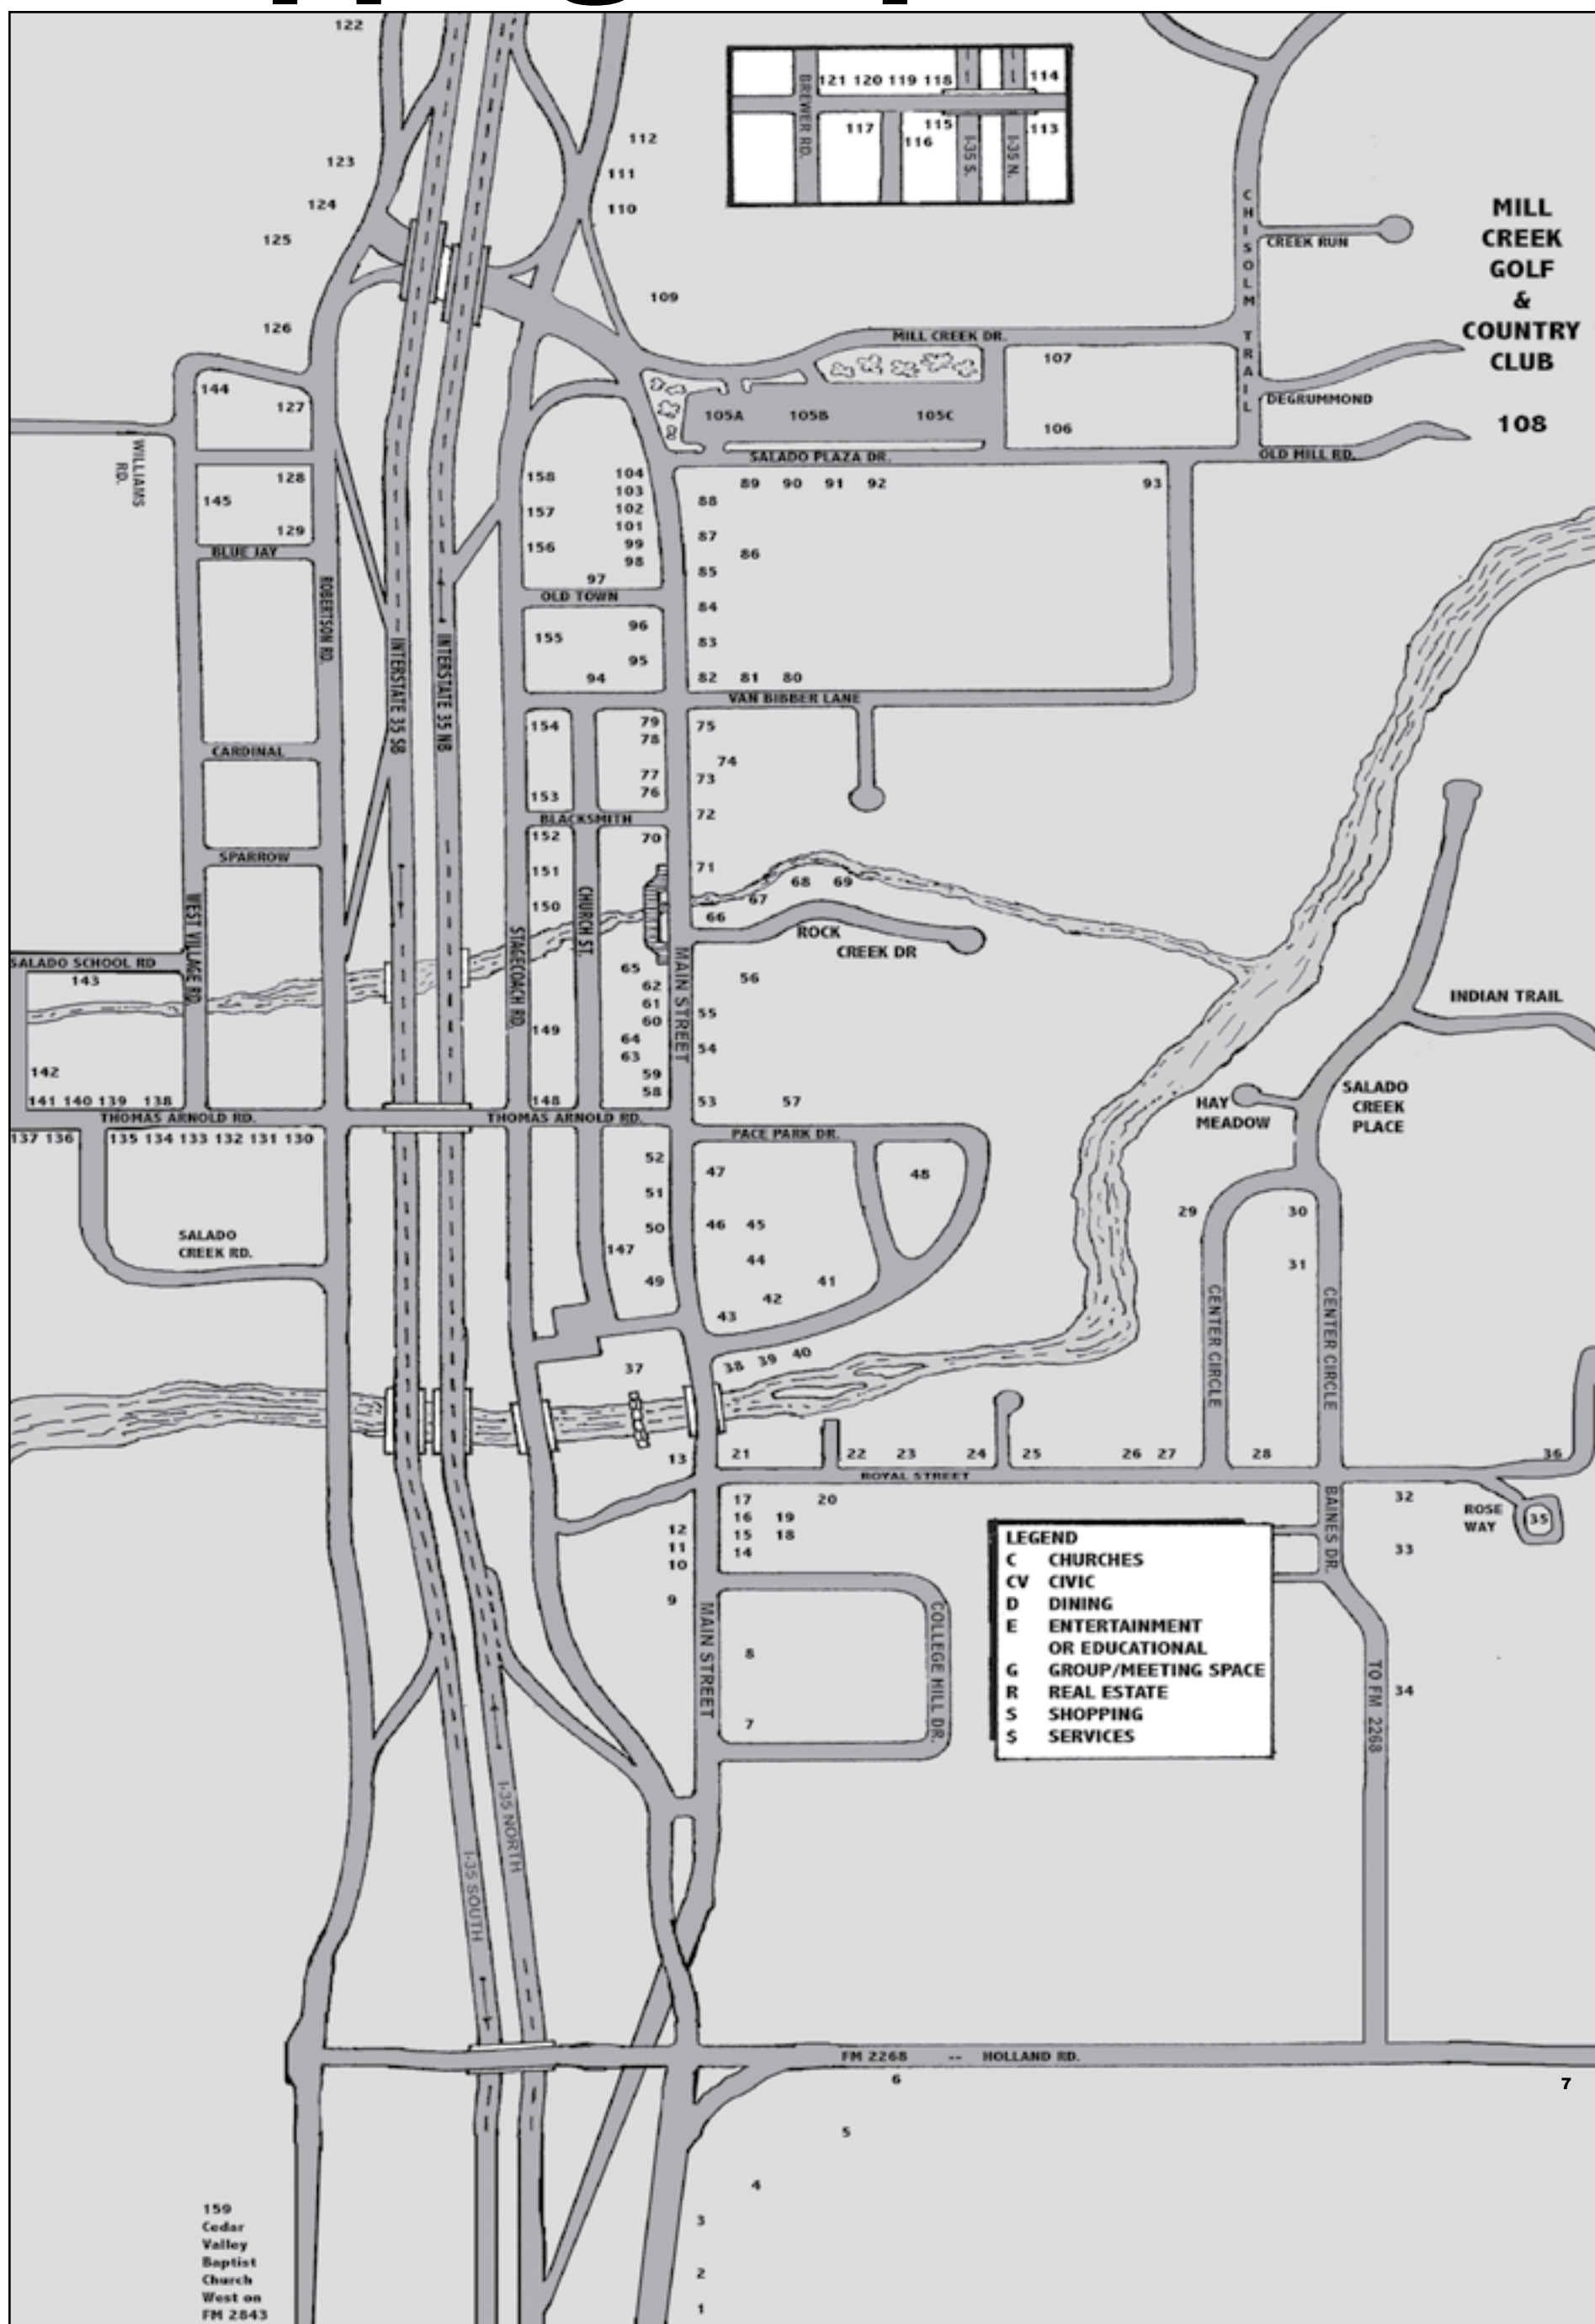 122
121 120 119 118
114
BREWER RD.
117
115
116
113
I-35 S.
I-35 N.
112
123
111
124
110
125
109
126
CHISOLM TRAIL
CREEK RUN
MILL
CREEK
GOLF
&
COUNTRY
CLUB
108
MILL CREEK DR.
107
106
DEGRUMMOND
OLD MILL RD.
105A
105B
105C
SALADO PLAZA DR.
144
127
WILLIAMS
RD.
128
145
129
BLUE JAY
ROBERTSON RD.
INTERSTATE 35 SB
INTERSTATE 35 NB
158
104
103
157
102
101
156
99
98
97
88
89 90 91 92
93
87
86
85
84
83
82 81 80
OLD TOWN
96
155
95
94
VAN BIBBER LANE
154
79
78
77
76
153
75
74
73
72
71
CARDINAL
BLACKSMITH
152
70
151
150
SPARROW
WEST VILLAGE RD.
CHURCH ST.
STAGECOACH RD.
MAIN STREET
68 69
67
66
ROCK
CREEK DR
SALADO SCHOOL RD
143
65
62
61
60
64
63
59
58
149
148
56
55
54
53
57
INDIAN TRAIL
142
141 140 139 138
THOMAS ARNOLD RD.
THOMAS ARNOLD RD.
HAY
MEADOW
SALADO
CREEK
PLACE
137 136
135 134 133 132 131 130
PACE PARK DR.
52
51
50
147
49
47
48
46 45
44
41
42
43
SALADO
CREEK RD.
29
30
31
CENTER CIRCLE
CENTER CIRCLE
37
38 39 40
13
21
22 23 24 25 26 27 28
36
ROYAL STREET
17
20
16 19
15 18
14
12
11
10
9
BAINES DR.
32
ROSE
WAY
35
33
34
TO FM 2268
LEGEND
C CHURCHES
CV CIVIC
D DINING
E ENTERTAINMENT
OR EDUCATIONAL
G GROUP/MEETING SPACE
R REAL ESTATE
S SHOPPING
$ SERVICES
MAIN STREET
COLLEGE HILL DR.
8
7
I-35 NORTH
I-35 SOUTH
FM 2268 -- HOLLAND RD.
6
7
5
4
3
2
1
159
Cedar
Valley
Baptist
Church
West on
FM 2843